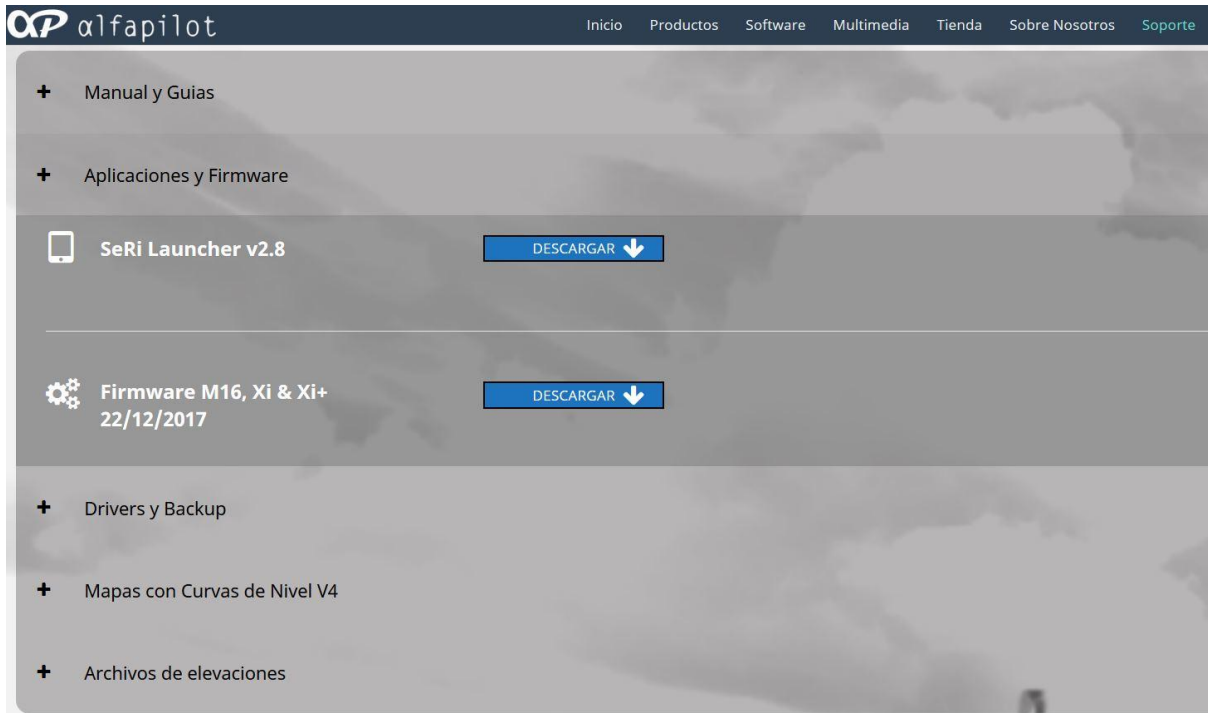 αP αlfapilot
Inicio Productos Software Multimedia Tienda Sobre Nosotros Soporte
+ Manual y Guias
+ Aplicaciones y Firmware
SeRi Launcher v2.8 DESCARGAR
Firmware M16, Xi & Xi+ DESCARGAR
22/12/2017
+ Drivers y Backup
+ Mapas con Curvas de Nivel V4
+ Archivos de elevaciones